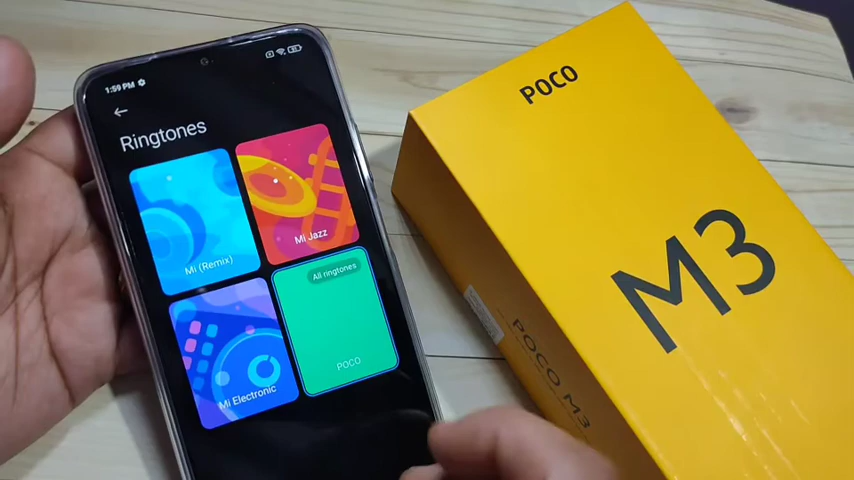 1:59 PM
Ringtones
Mi (Remix)
Mi Jazz
Mi Electronic
All ringtones
POCO
POCO
M3
POCO M3